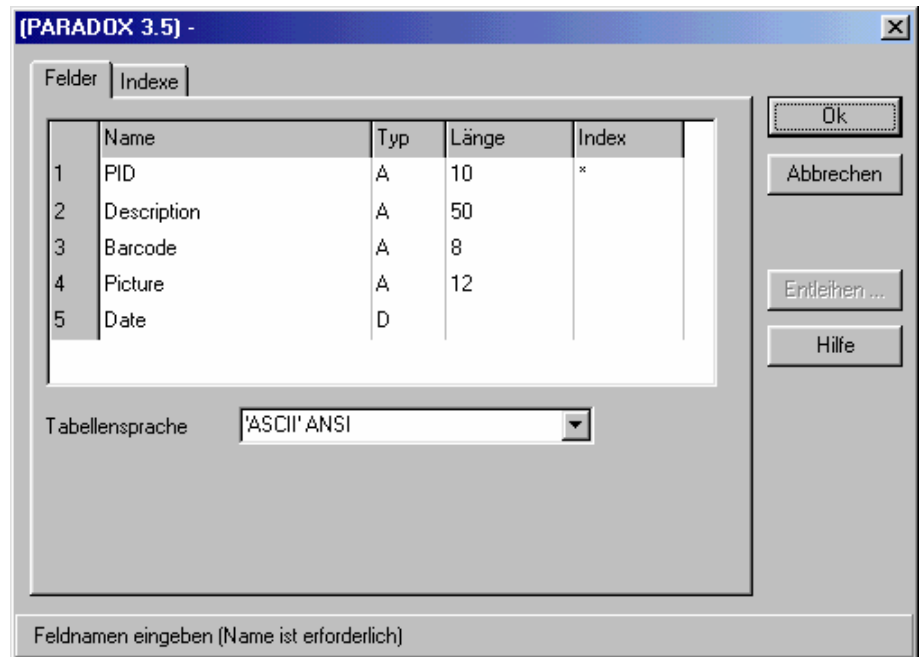 (PARADOX 3.5) -
Felder Indexe
Name Typ Länge Index
1 PID A 10 *
2 Description A 50
3 Barcode A 8
4 Picture A 12
5 Date D
Tabellensprache 'ASCII' ANSI
Ok
Abbrechen
Entleihen ...
Hilfe
Feldnamen eingeben (Name ist erforderlich)